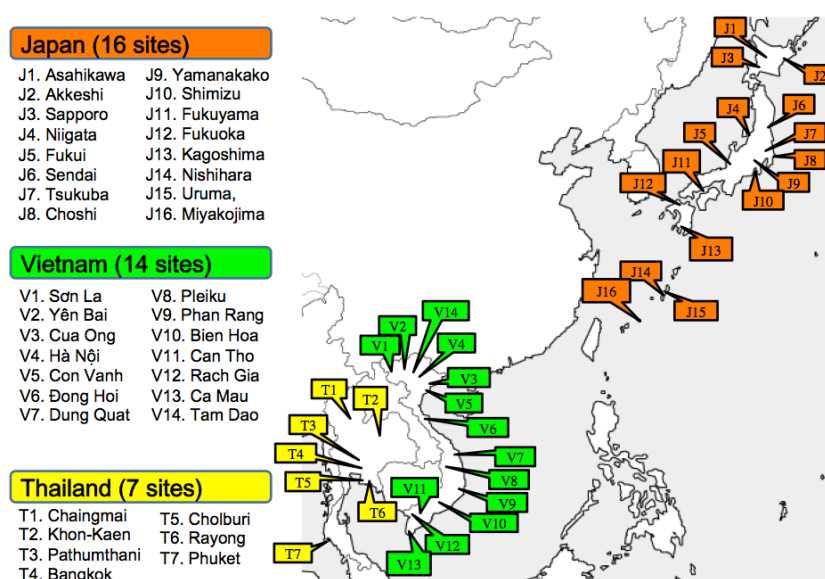 Japan (16 sites)
J1. Asahikawa
J2. Akkeshi
J3. Sapporo
J4. Niigata
J5. Fukui
J6. Sendai
J7. Tsukuba
J8. Choshi
J9. Yamanakako
J10. Shimizu
J11. Fukuyama
J12. Fukuoka
J13. Kagoshima
J14. Nishihara
J15. Uruma,
J16. Miyakojima
Vietnam (14 sites)
V1. Sơn La
V2. Yên Bai
V3. Cua Ong
V4. Hà Nội
V5. Con Vanh
V6. Đong Hoi
V7. Dung Quat
V8. Pleiku
V9. Phan Rang
V10. Bien Hoa
V11. Can Tho
V12. Rach Gia
V13. Ca Mau
V14. Tam Dao
Thailand (7 sites)
T1. Chaingmai
T2. Khon-Kaen
T3. Pathumthani
T4. Bangkok
T5. Cholburi
T6. Rayong
T7. Phuket
J1
J3
J2
J4
J6
J7
J5
J8
J11
J9
J12
J10
J13
J14
J16
J15
V14
V2
V1
V4
V3
T1
T2
V5
T3
V6
T4
V7
V8
T5
V11
V9
T6
V10
V12
T7
V13